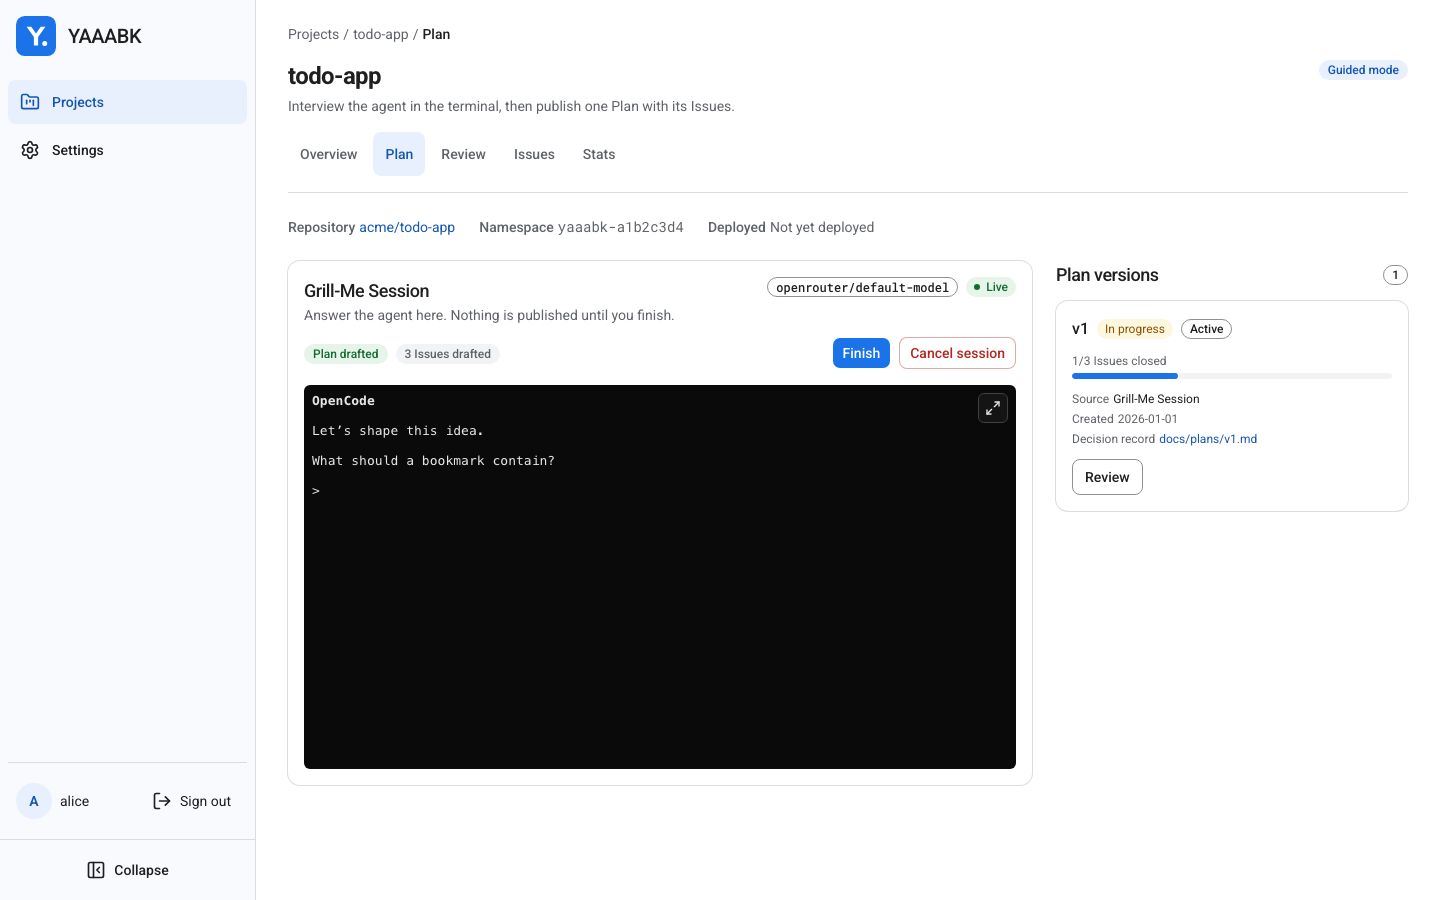 Y.
YAAABK
Projects
Settings
A
alice
Sign out
Collapse
Projects / todo-app / Plan
todo-app
Guided mode
Interview the agent in the terminal, then publish one Plan with its Issues.
Overview
Plan
Review
Issues
Stats
Repository acme/todo-app
Namespace yaaabk-a1b2c3d4
Deployed Not yet deployed
Grill-Me Session
openrouter/default-model
Live
Answer the agent here. Nothing is published until you finish.
Plan drafted
3 Issues drafted
Finish
Cancel session
OpenCode
Let’s shape this idea.
What should a bookmark contain?
>
Plan versions
1
v1
In progress
Active
1/3 Issues closed
Source Grill-Me Session
Created 2026-01-01
Decision record docs/plans/v1.md
Review